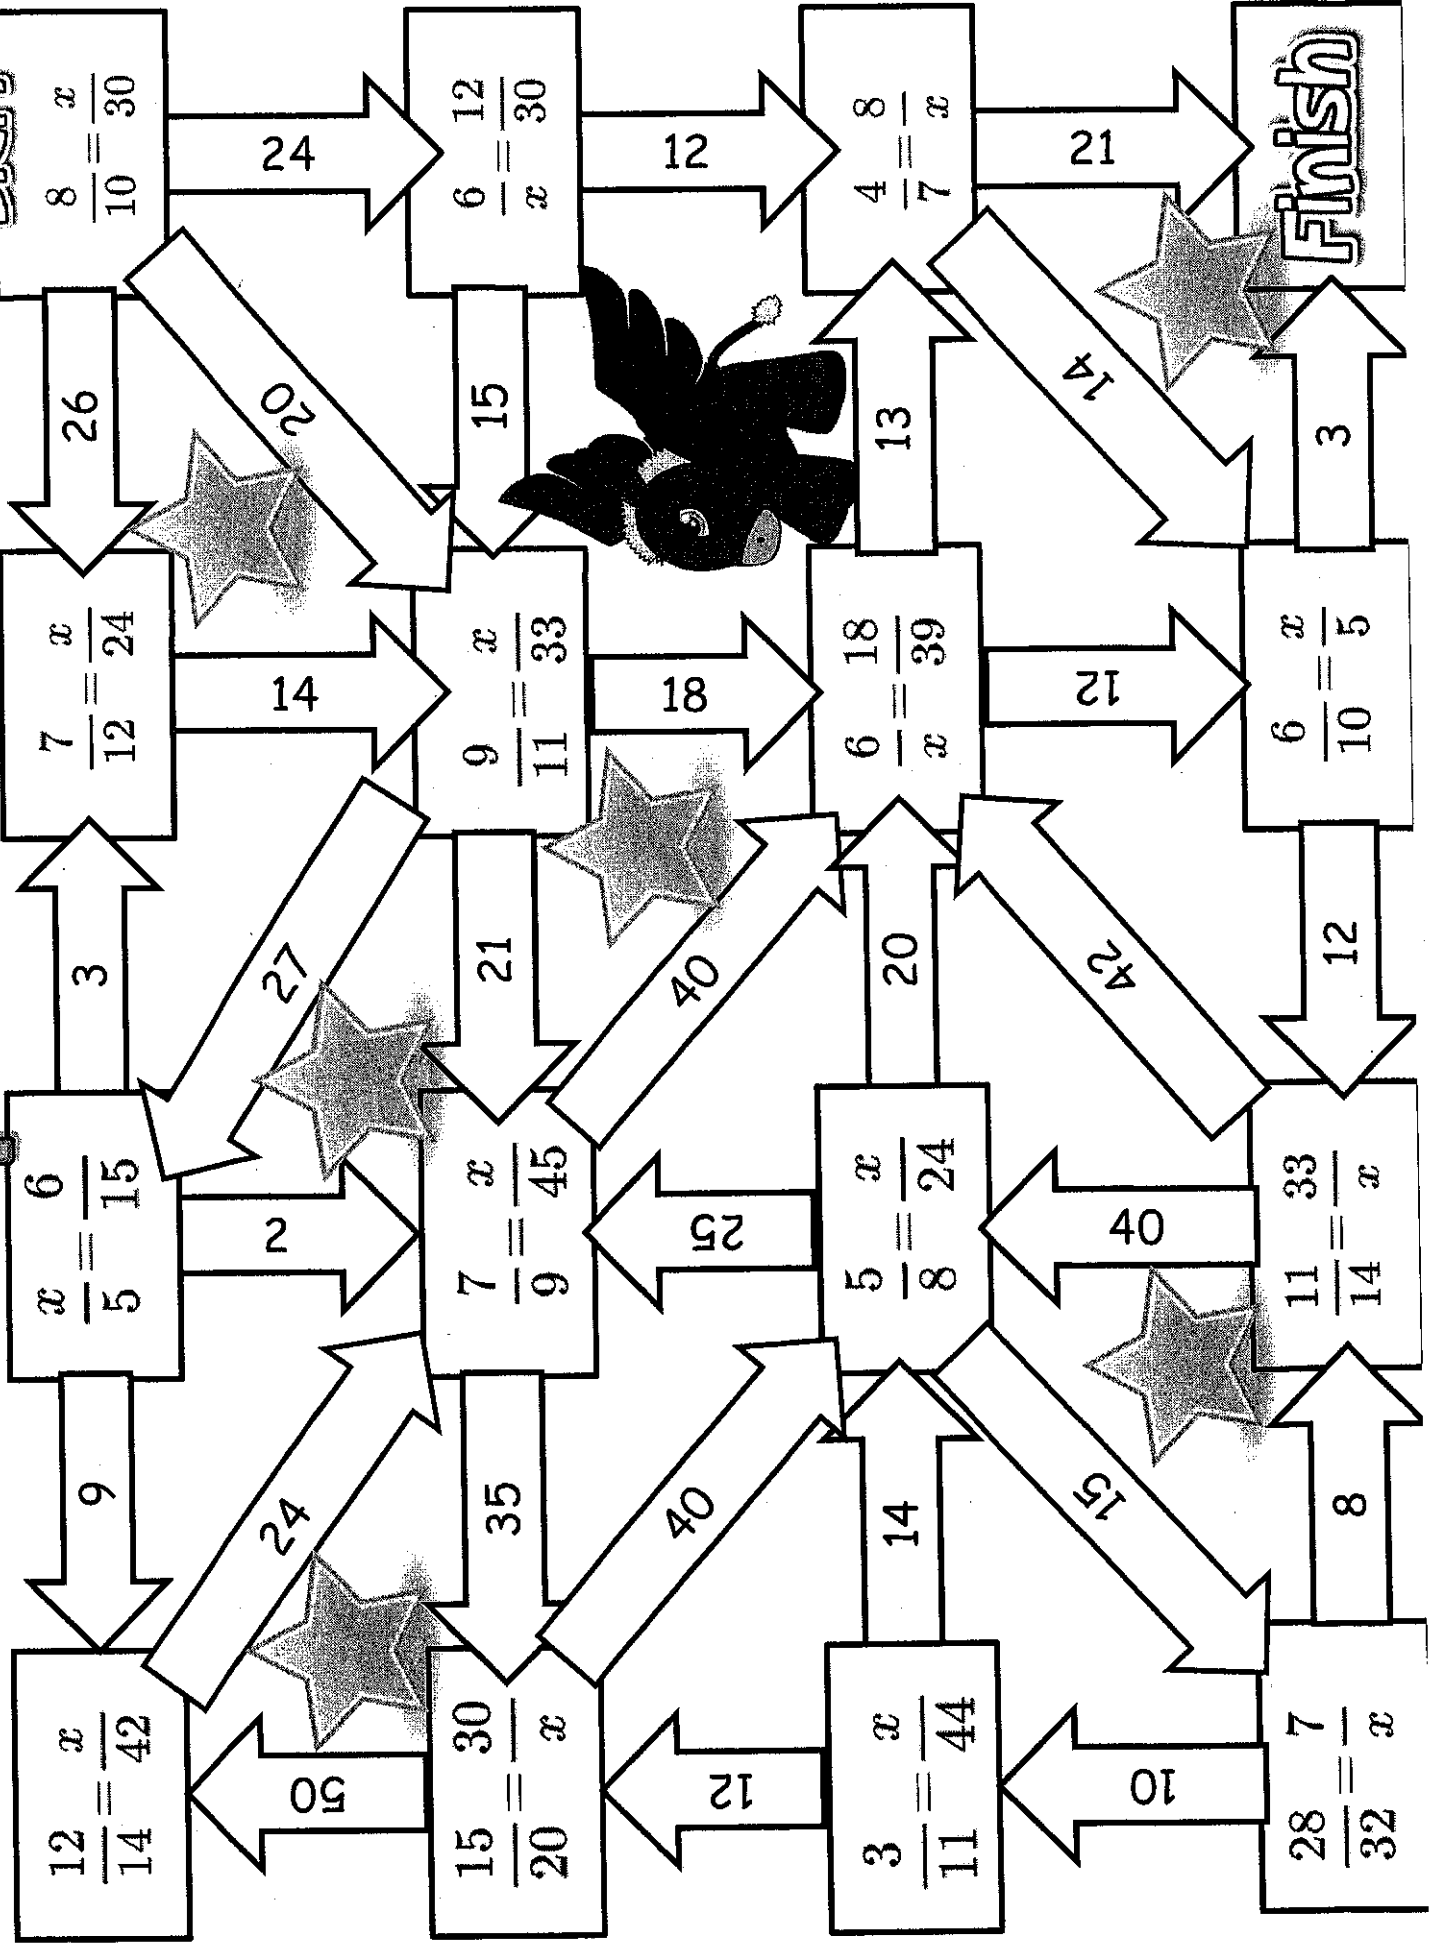 12/14 = x/42
9
x/5 = 6/15
3
7/12 = x/24
26
8/10 = x/30
50
24
2
27
14
20
24
15/20 = 30/x
35
7/9 = x/45
21
9/11 = x/33
15
6/x = 12/30
12
40
25
40
18
12
3/11 = x/44
14
5/8 = x/24
20
6/x = 18/39
13
4/7 = 8/x
10
15
40
42
12
14
21
28/32 = 7/x
8
11/14 = 33/x
12
6/10 = x/5
3
Finish